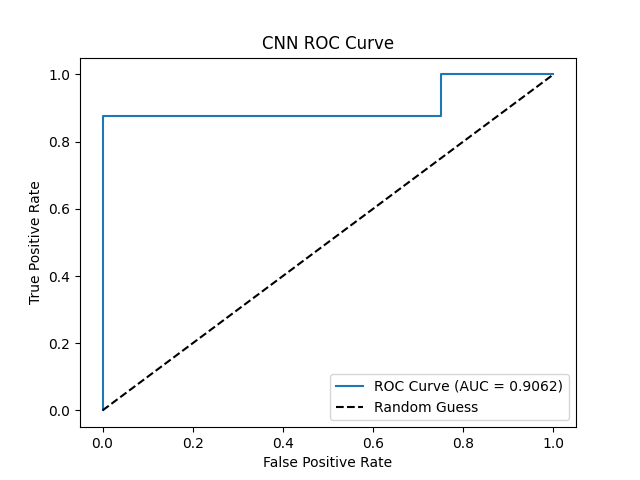 CNN ROC Curve
True Positive Rate
1.0
0.8
0.6
0.4
0.2
0.0
ROC Curve (AUC = 0.9062)
Random Guess
0.0 0.2 0.4 0.6 0.8 1.0
False Positive Rate